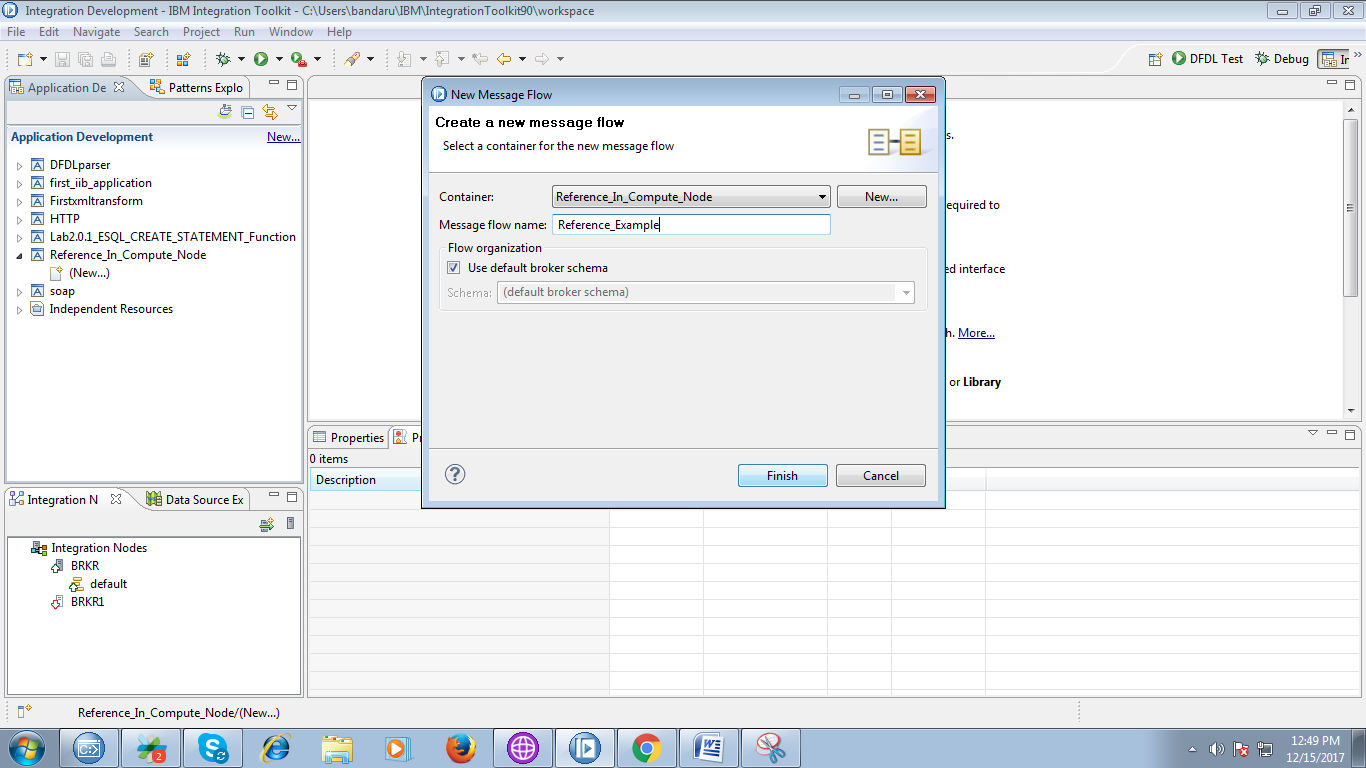 Integration Development - IBM Integration Toolkit - C:\Users\bandaru\IBM\IntegrationToolkit90\workspace
File Edit Navigate Search Project Run Window Help
DFDL Test Debug
Application De Patterns Explo
Application Development New...
DFDLparser
first_iib_application
Firstxmltransform
HTTP
Lab2.0.1_ESQL_CREATE_STATEMENT_Function
Reference_In_Compute_Node
(New...)
soap
Independent Resources
New Message Flow
Create a new message flow
Select a container for the new message flow
Container: Reference_In_Compute_Node New...
Message flow name: Reference_Example
Flow organization
Use default broker schema
Schema: (default broker schema)
Finish Cancel
s.
equired to
ed interface
h. More...
or Library
Properties
0 items
Description
Integration N Data Source Ex
Integration Nodes
BRKR
default
BRKR1
Reference_In_Compute_Node/(New...)
2
12:49 PM
12/15/2017